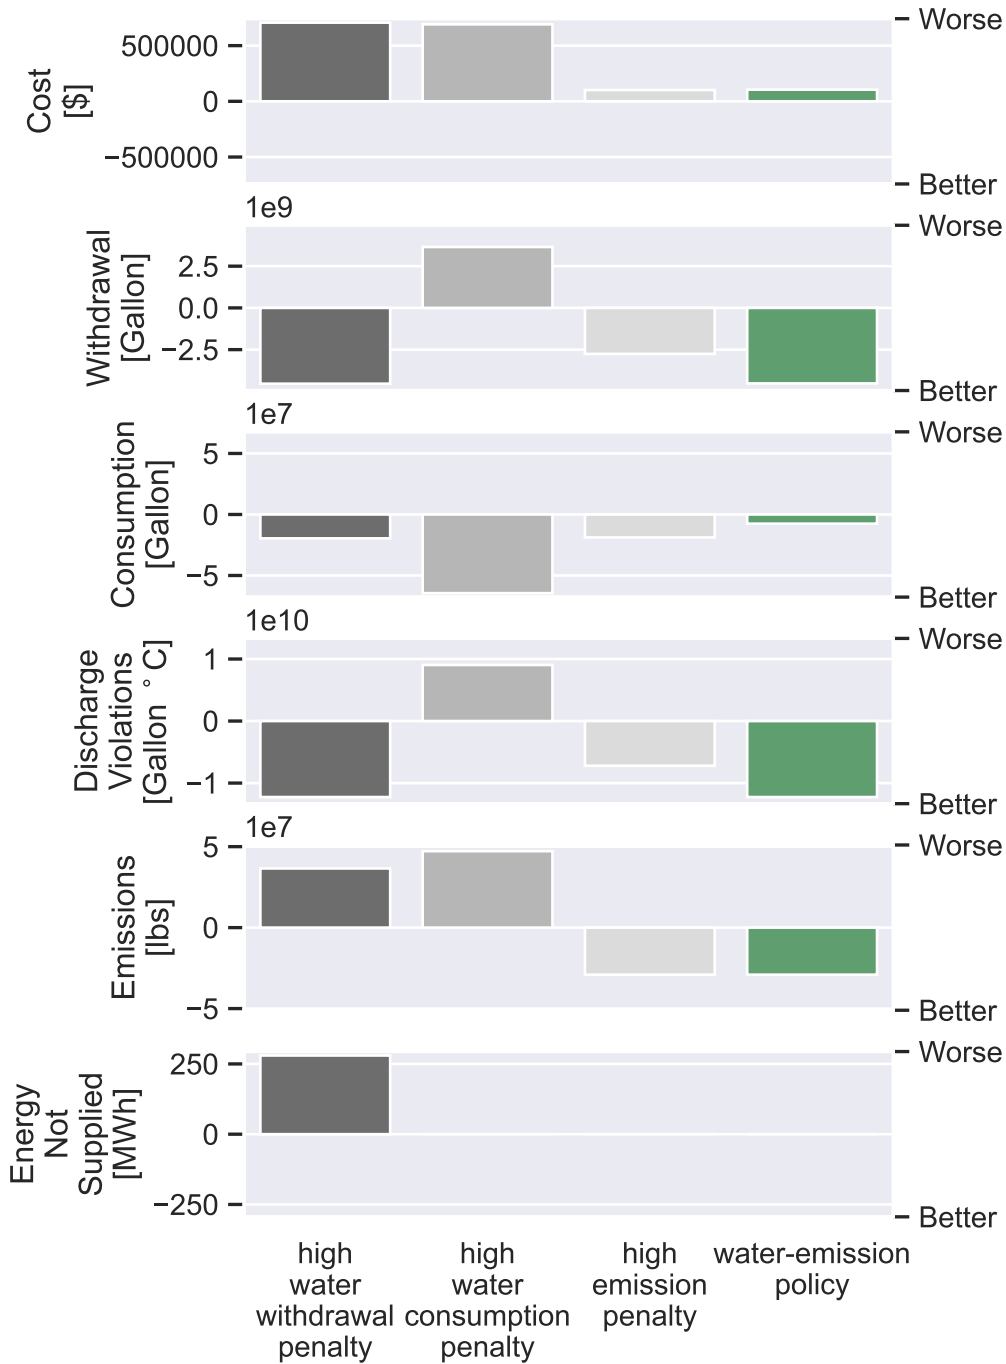 Cost
[$]
500000
0
−500000
Worse
Better
1e9
Withdrawal
[Gallon]
2.5
0.0
−2.5
Worse
Better
1e7
Consumption
[Gallon]
5
0
−5
Worse
Better
1e10
Discharge
Violations
[Gallon °C]
1
0
−1
Worse
Better
1e7
Emissions
[lbs]
5
0
−5
Worse
Better
Energy
Not
Supplied
[MWh]
250
0
−250
Worse
Better
high
water
withdrawal
penalty
high
water
consumption
penalty
high
emission
penalty
water-emission
policy